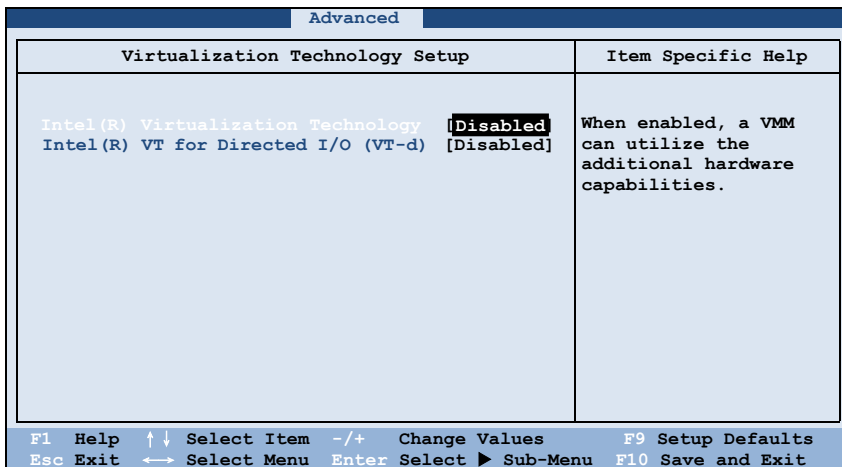 Advanced
Virtualization Technology Setup
Item Specific Help
Intel(R) Virtualization Technology [Disabled]
Intel(R) VT for Directed I/O (VT-d) [Disabled]
When enabled, a VMM
can utilize the
additional hardware
capabilities.
F1 Help ↑↓ Select Item -/+ Change Values F9 Setup Defaults
Esc Exit ←→ Select Menu Enter Select ▶ Sub-Menu F10 Save and Exit